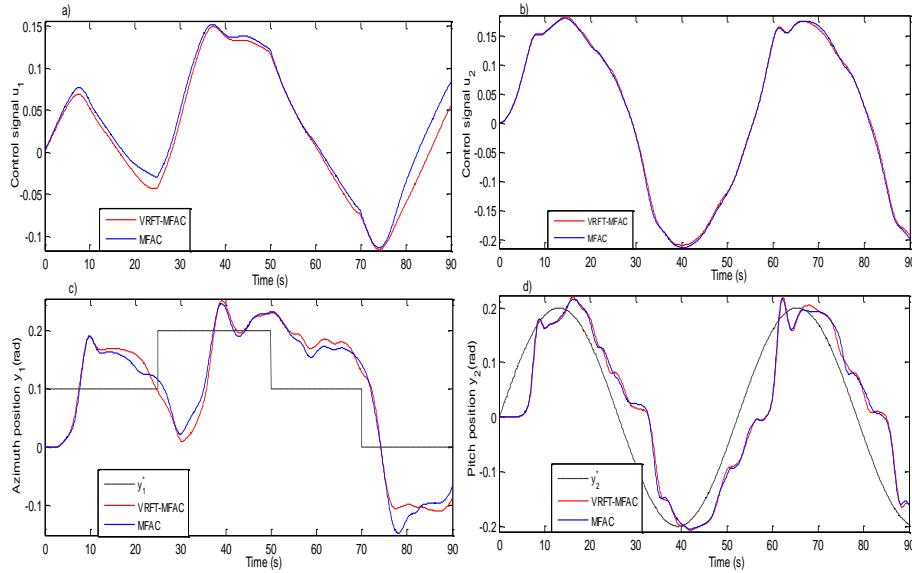 a)
Control signal u1
0.15
0.1
0.05
0
-0.05
-0.1
VRFT-MFAC
MFAC
0 10 20 30 40 50 60 70 80 90
Time (s)
b)
Control signal u2
0.15
0.1
0.05
0
-0.05
-0.1
-0.15
-0.2
VRFT-MFAC
MFAC
0 10 20 30 40 50 60 70 80 90
Time (s)
c)
Azimuth position y1(rad)
0.2
0.1
0
-0.1
y1*
VRFT-MFAC
MFAC
0 10 20 30 40 50 60 70 80 90
Time (s)
d)
Pitch position y2(rad)
0.2
0.1
0
-0.1
-0.2
y2*
VRFT-MFAC
MFAC
0 10 20 30 40 50 60 70 80 90
Time (s)